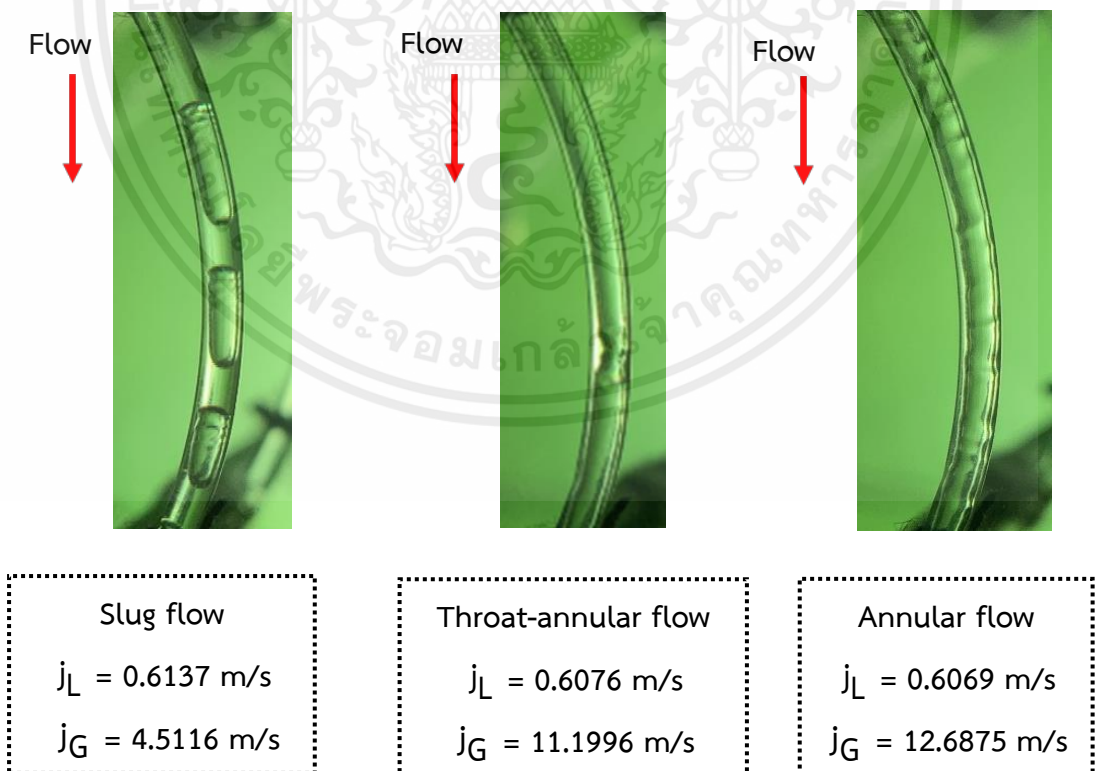 Flow
Flow
Flow
Slug flow
jL = 0.6137 m/s
jG = 4.5116 m/s
Throat-annular flow
jL = 0.6076 m/s
jG = 11.1996 m/s
Annular flow
jL = 0.6069 m/s
jG = 12.6875 m/s